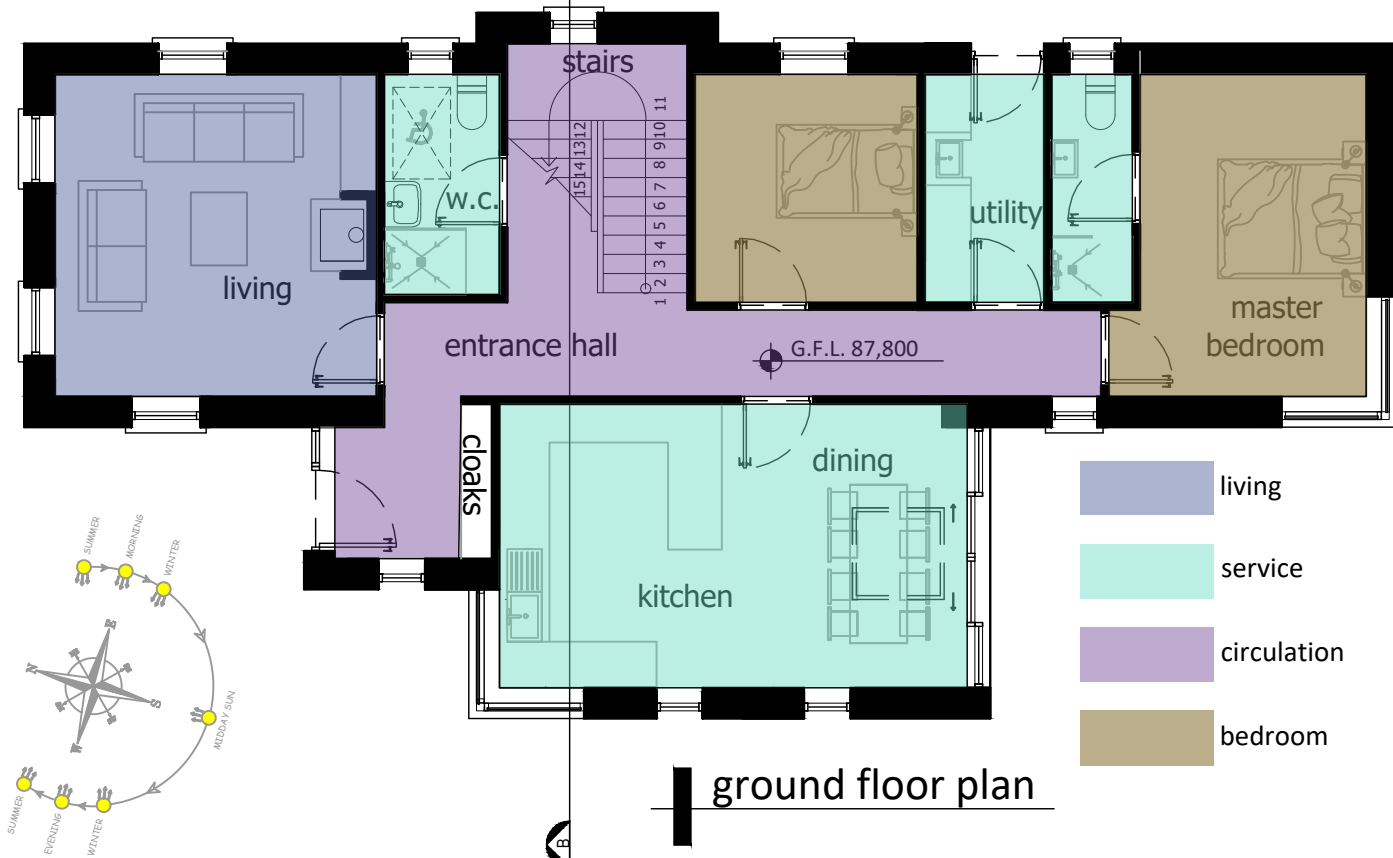 stairs
11
12
10
13
9
14
8
15
7
6
5
4
3
2
1
w.c.
utility
living
entrance hall
G.F.L. 87,800
master
bedroom
cloaks
dining
kitchen
living
service
circulation
bedroom
SUMMER
MORNING
WINTER
MIDDAY SUN
WINTER
EVENING
SUMMER
N
E
S
W
ground floor plan
B